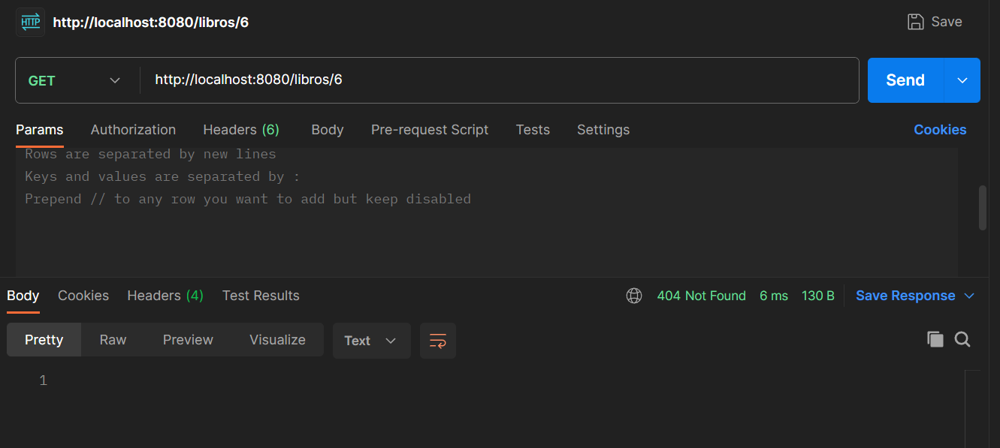 HTTP http://localhost:8080/libros/6 Save
GET http://localhost:8080/libros/6 Send
Params Authorization Headers (6) Body Pre-request Script Tests Settings Cookies
Rows are separated by new lines
Keys and values are separated by :
Prepend // to any row you want to add but keep disabled
Body Cookies Headers (4) Test Results 404 Not Found 6 ms 130 B Save Response
Pretty Raw Preview Visualize Text
1